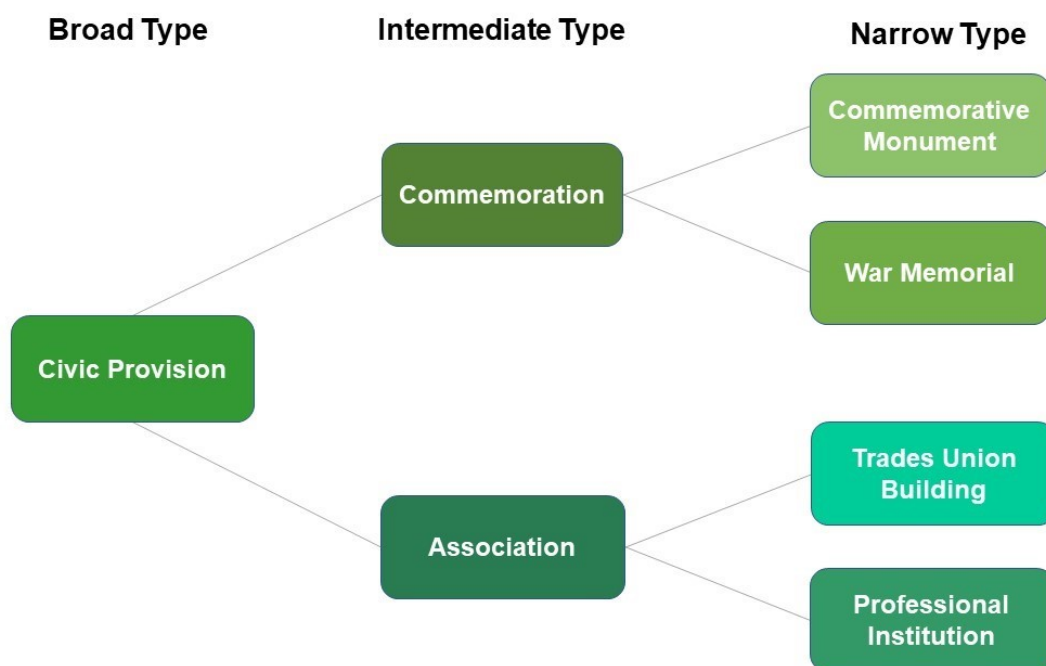 Broad Type
Intermediate Type
Narrow Type
Commemorative
Monument
Commemoration
War Memorial
Civic Provision
Trades Union
Building
Association
Professional
Institution